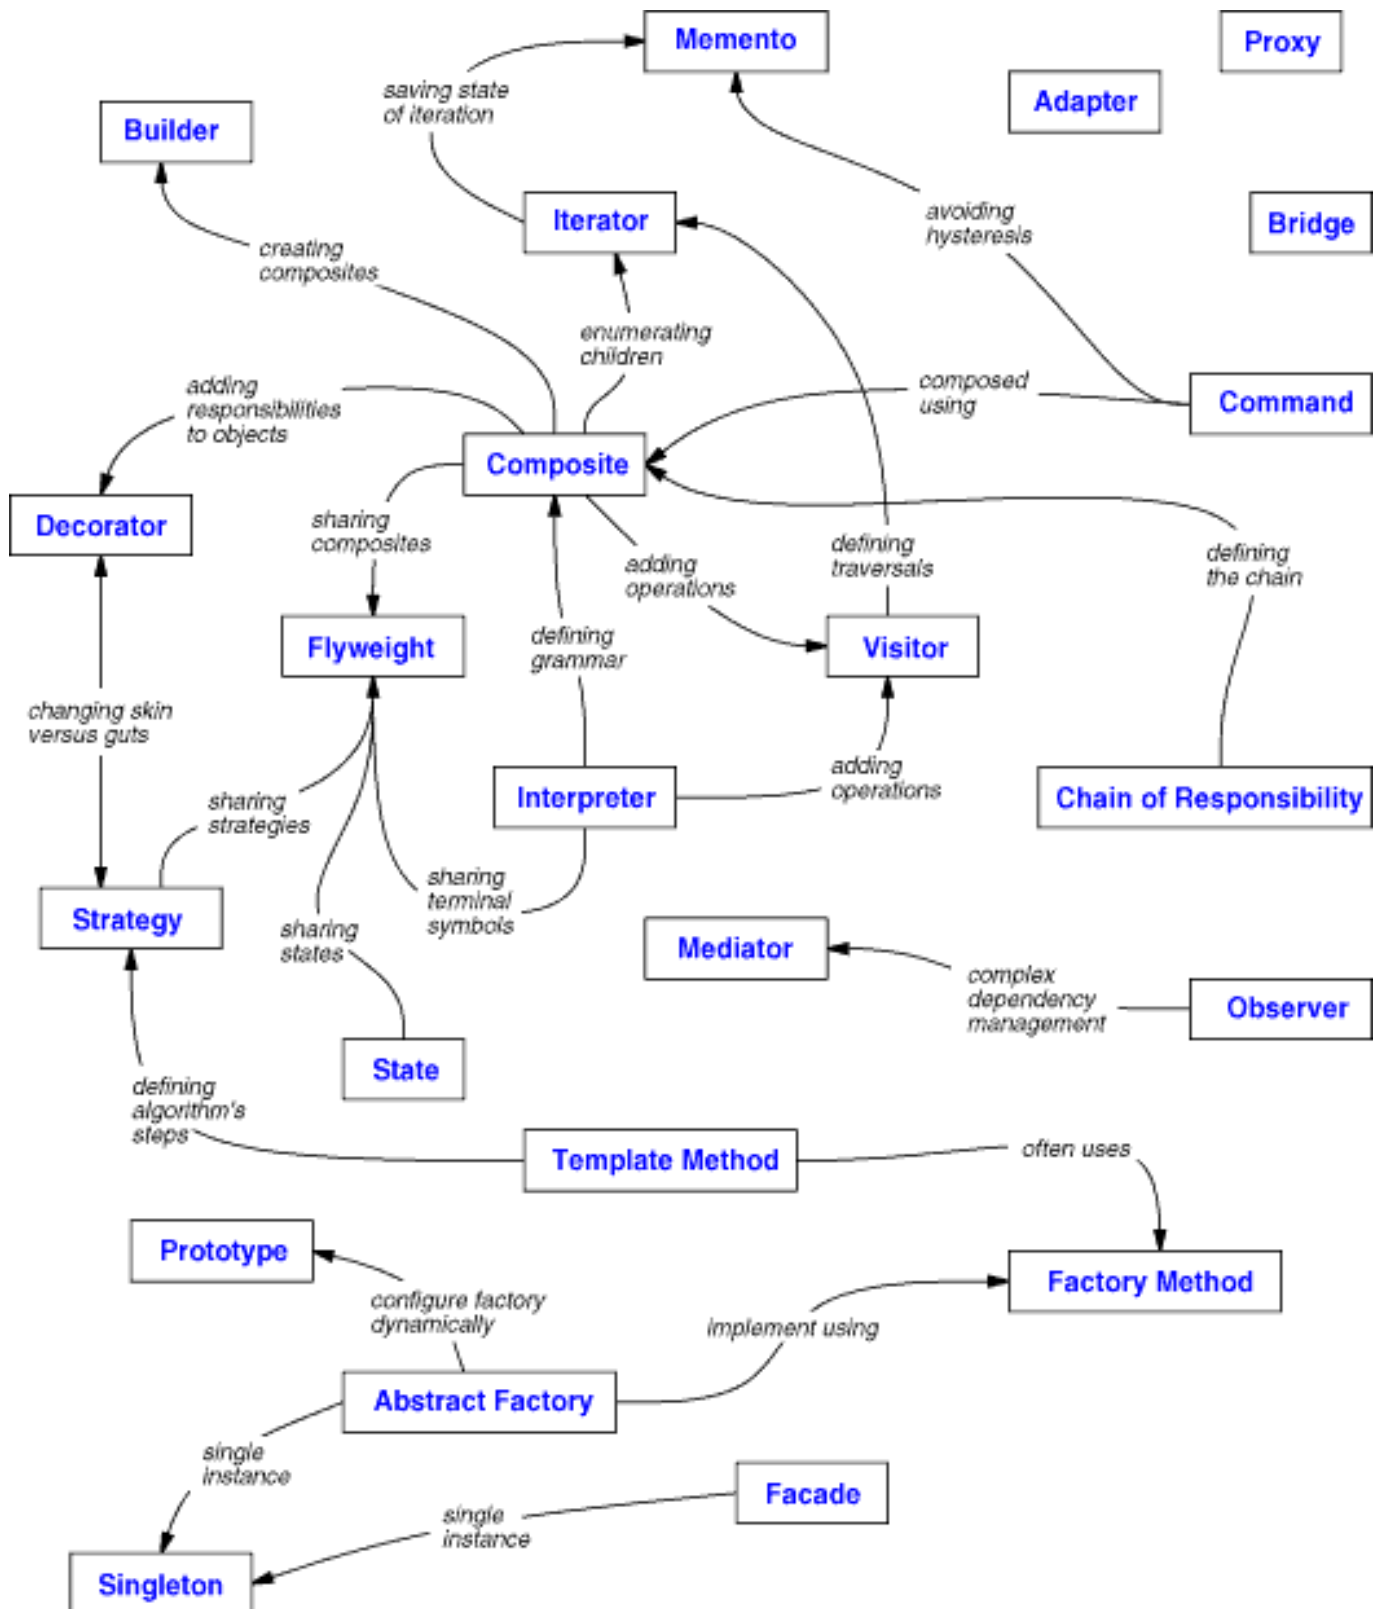 Memento
Proxy
saving state
of iteration
Adapter
Builder
Iterator
avoiding
hysteresis
Bridge
creating
composites
enumerating
children
adding
responsibilities
to objects
composed
using
Command
Composite
Decorator
sharing
composites
adding
operations
defining
traversals
defining
the chain
Flyweight
defining
grammar
Visitor
changing skin
versus guts
adding
operations
sharing
strategies
Interpreter
Chain of Responsibility
sharing
terminal
symbols
Strategy
sharing
states
Mediator
complex
dependency
management
Observer
State
defining
algorithm's
steps
Template Method
often uses
Prototype
Factory Method
configure factory
dynamically
implement using
Abstract Factory
single
instance
Facade
single
instance
Singleton